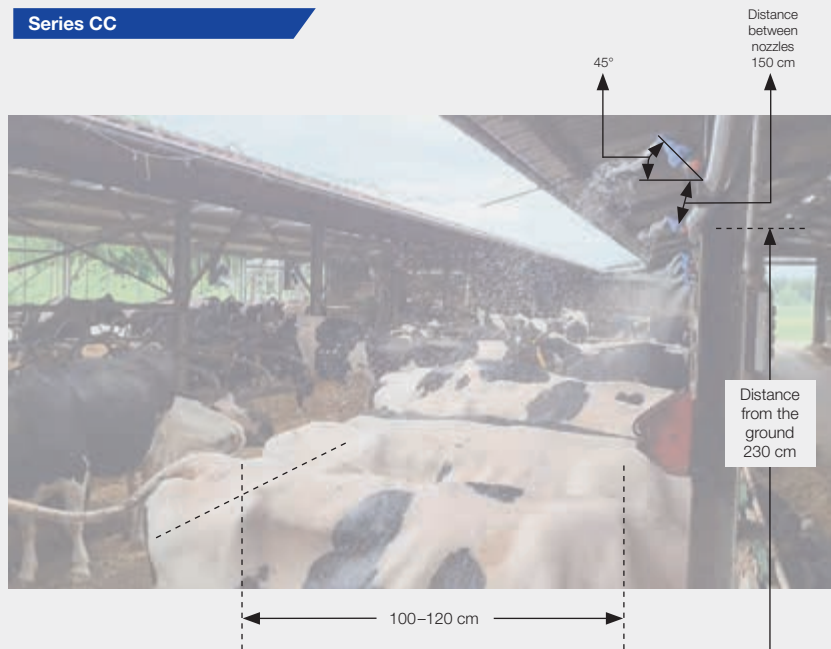 Series CC
Distance
between
nozzles
150 cm
45°
Distance
from the
ground
230 cm
100–120 cm